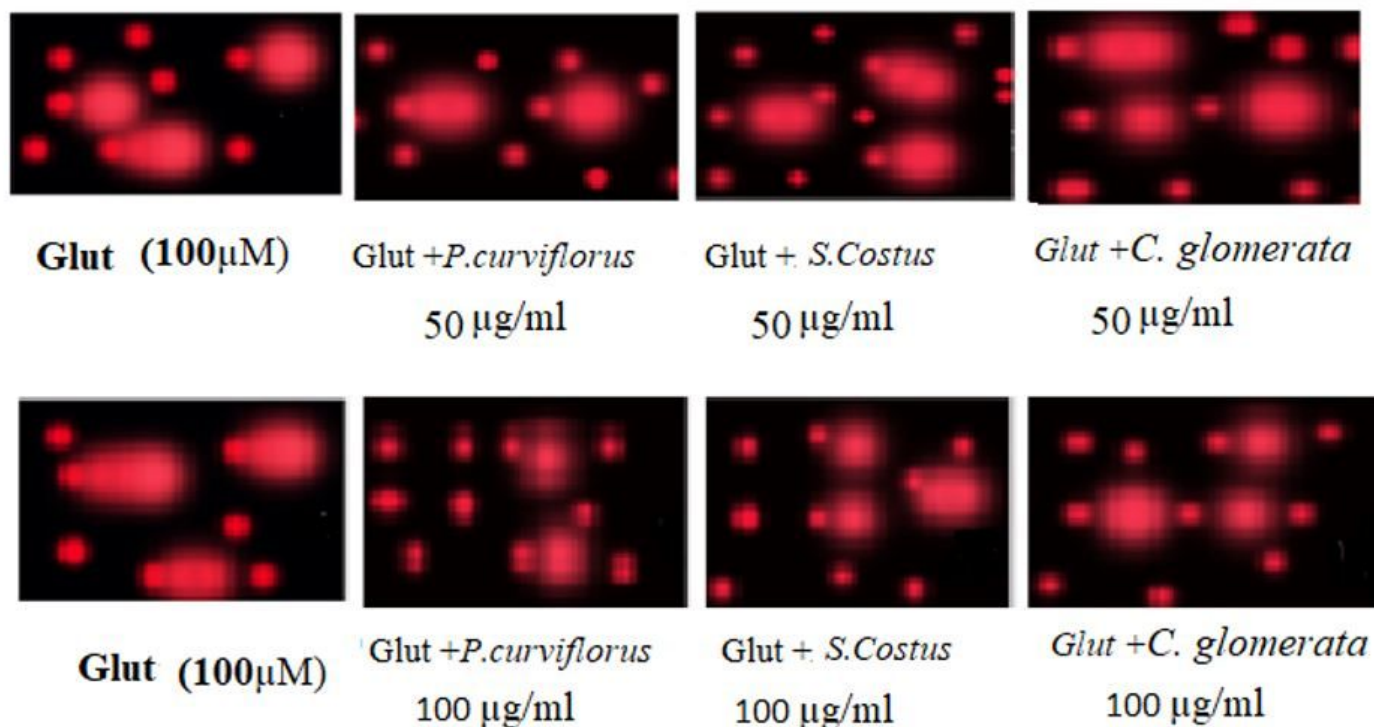 Glut (100μM)
Glut +P.curviflorus
50 μg/ml
Glut +. S.Costus
50 μg/ml
Glut +C. glomerata
50 μg/ml
Glut (100μM)
Glut +P.curviflorus
100 μg/ml
Glut +. S.Costus
100 μg/ml
Glut +C. glomerata
100 μg/ml